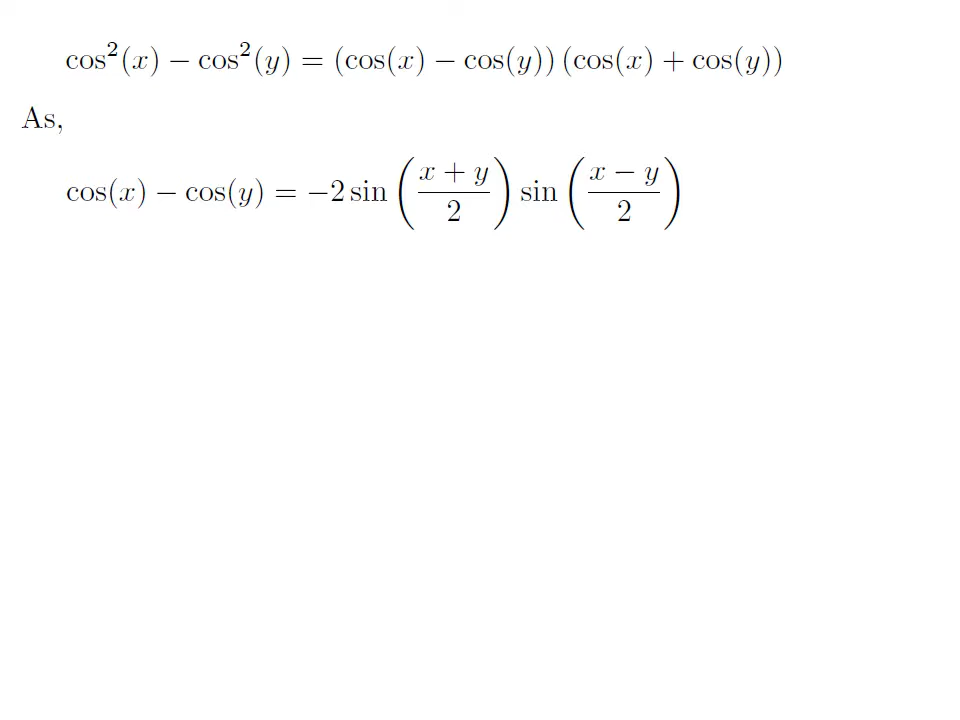 cos²(x) − cos²(y) = (cos(x) − cos(y)) (cos(x) + cos(y))
As,
cos(x) − cos(y) = −2 sin ((x + y)/2) sin ((x − y)/2)